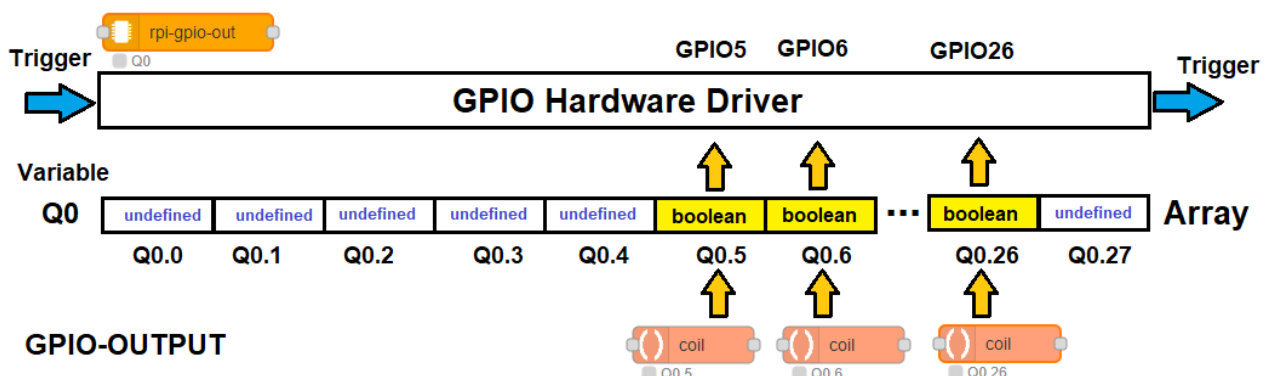 rpi-gpio-out
Q0
Trigger
GPIO5 GPIO6 GPIO26
Trigger
GPIO Hardware Driver
Variable
Q0 undefined undefined undefined undefined undefined boolean boolean ... boolean undefined Array
Q0.0 Q0.1 Q0.2 Q0.3 Q0.4 Q0.5 Q0.6 Q0.26 Q0.27
GPIO-OUTPUT coil coil coil
Q0.5 Q0.6 Q0.26